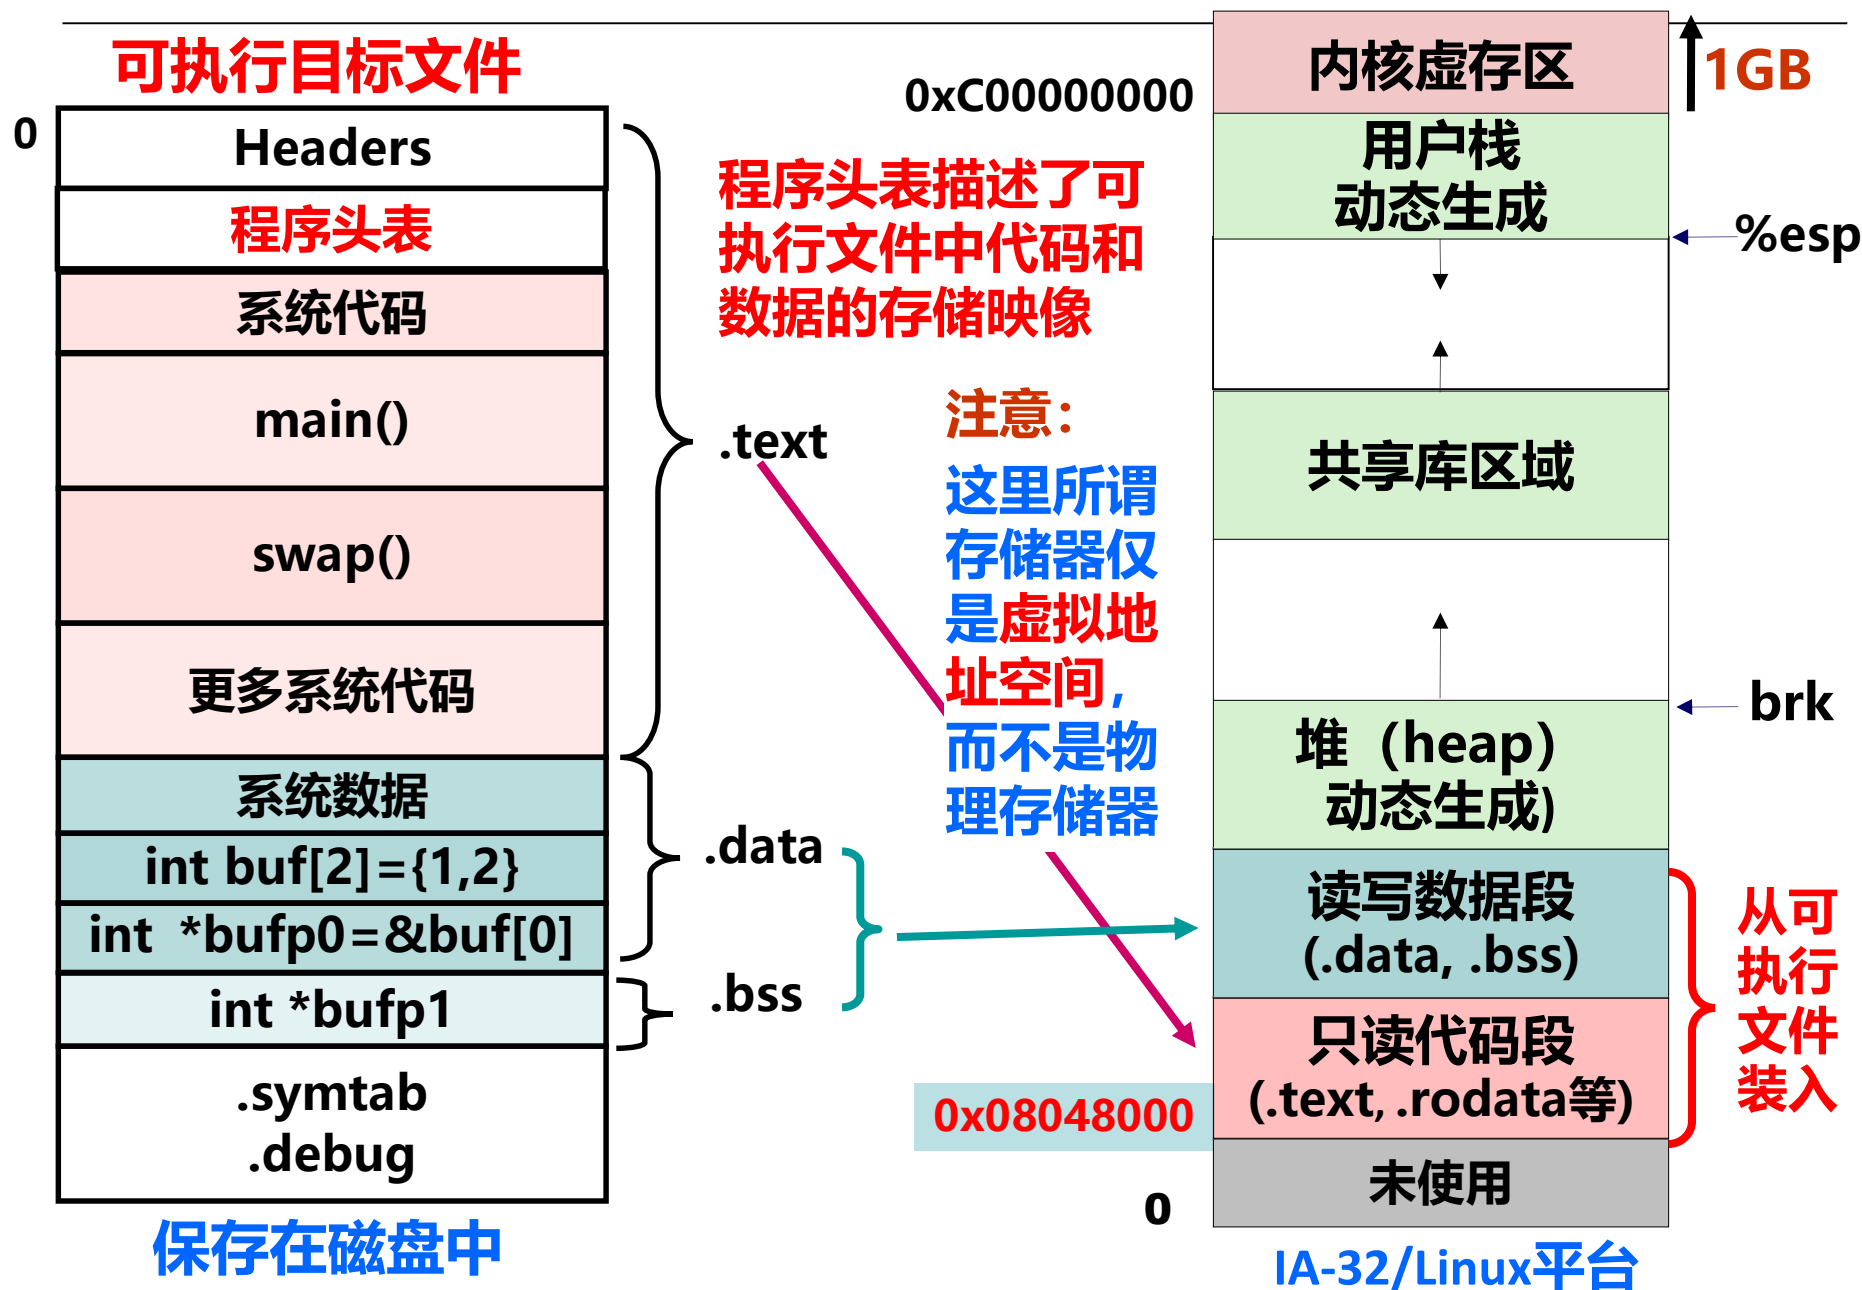 可执行目标文件
0
Headers
程序头表
系统代码
main()
swap()
更多系统代码
系统数据
int buf[2]={1,2}
int *bufp0=&buf[0]
int *bufp1
.symtab
.debug
保存在磁盘中
.text
.data
.bss
程序头表描述了可
执行文件中代码和
数据的存储映像
注意：
这里所谓
存储器仅
是虚拟地
址空间，
而不是物
理存储器
0xC00000000
0x08048000
0
内核虚存区
用户栈
动态生成
共享库区域
堆（heap）
动态生成)
读写数据段
(.data, .bss)
只读代码段
(.text, .rodata等)
未使用
IA-32/Linux平台
1GB
%esp
brk
从可
执行
文件
装入